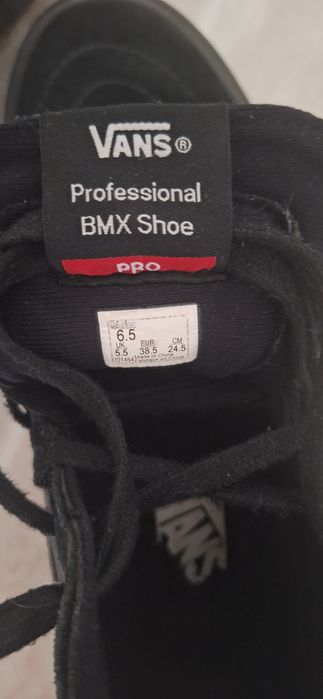 VANS®
Professional
BMX Shoe
PRO
6.5
UK EUR CM
5.5 38.5 24.5
Made in China
VANS